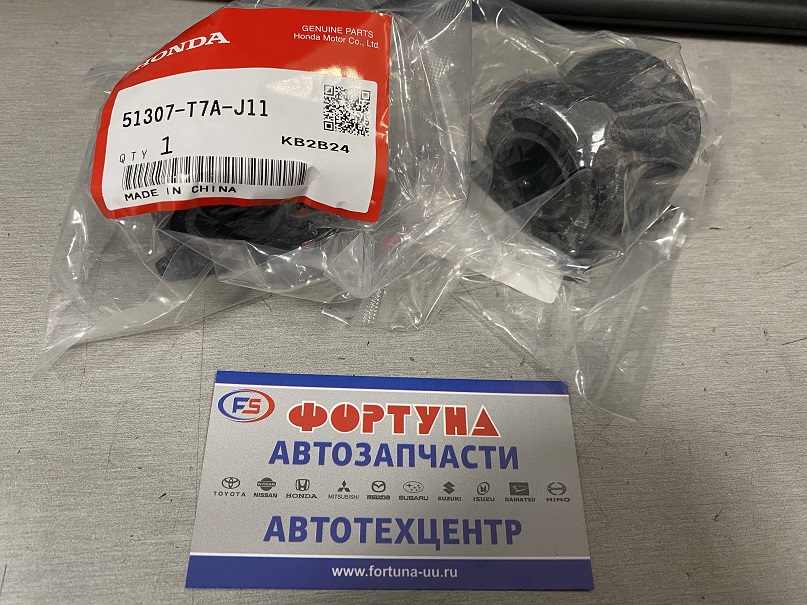 HONDA
GENUINE PARTS
Honda Motor Co., Ltd.
51307-T7A-J11
QTY 1
KB2B24
MADE IN CHINA
FS ФОРТУНА
АВТОЗАПЧАСТИ
TOYOTA NISSAN HONDA MITSUBISHI mazda SUBARU SUZUKI ISUZU DAIHATSU HINO
АВТОТЕХЦЕНТР
www.fortuna-uu.ru